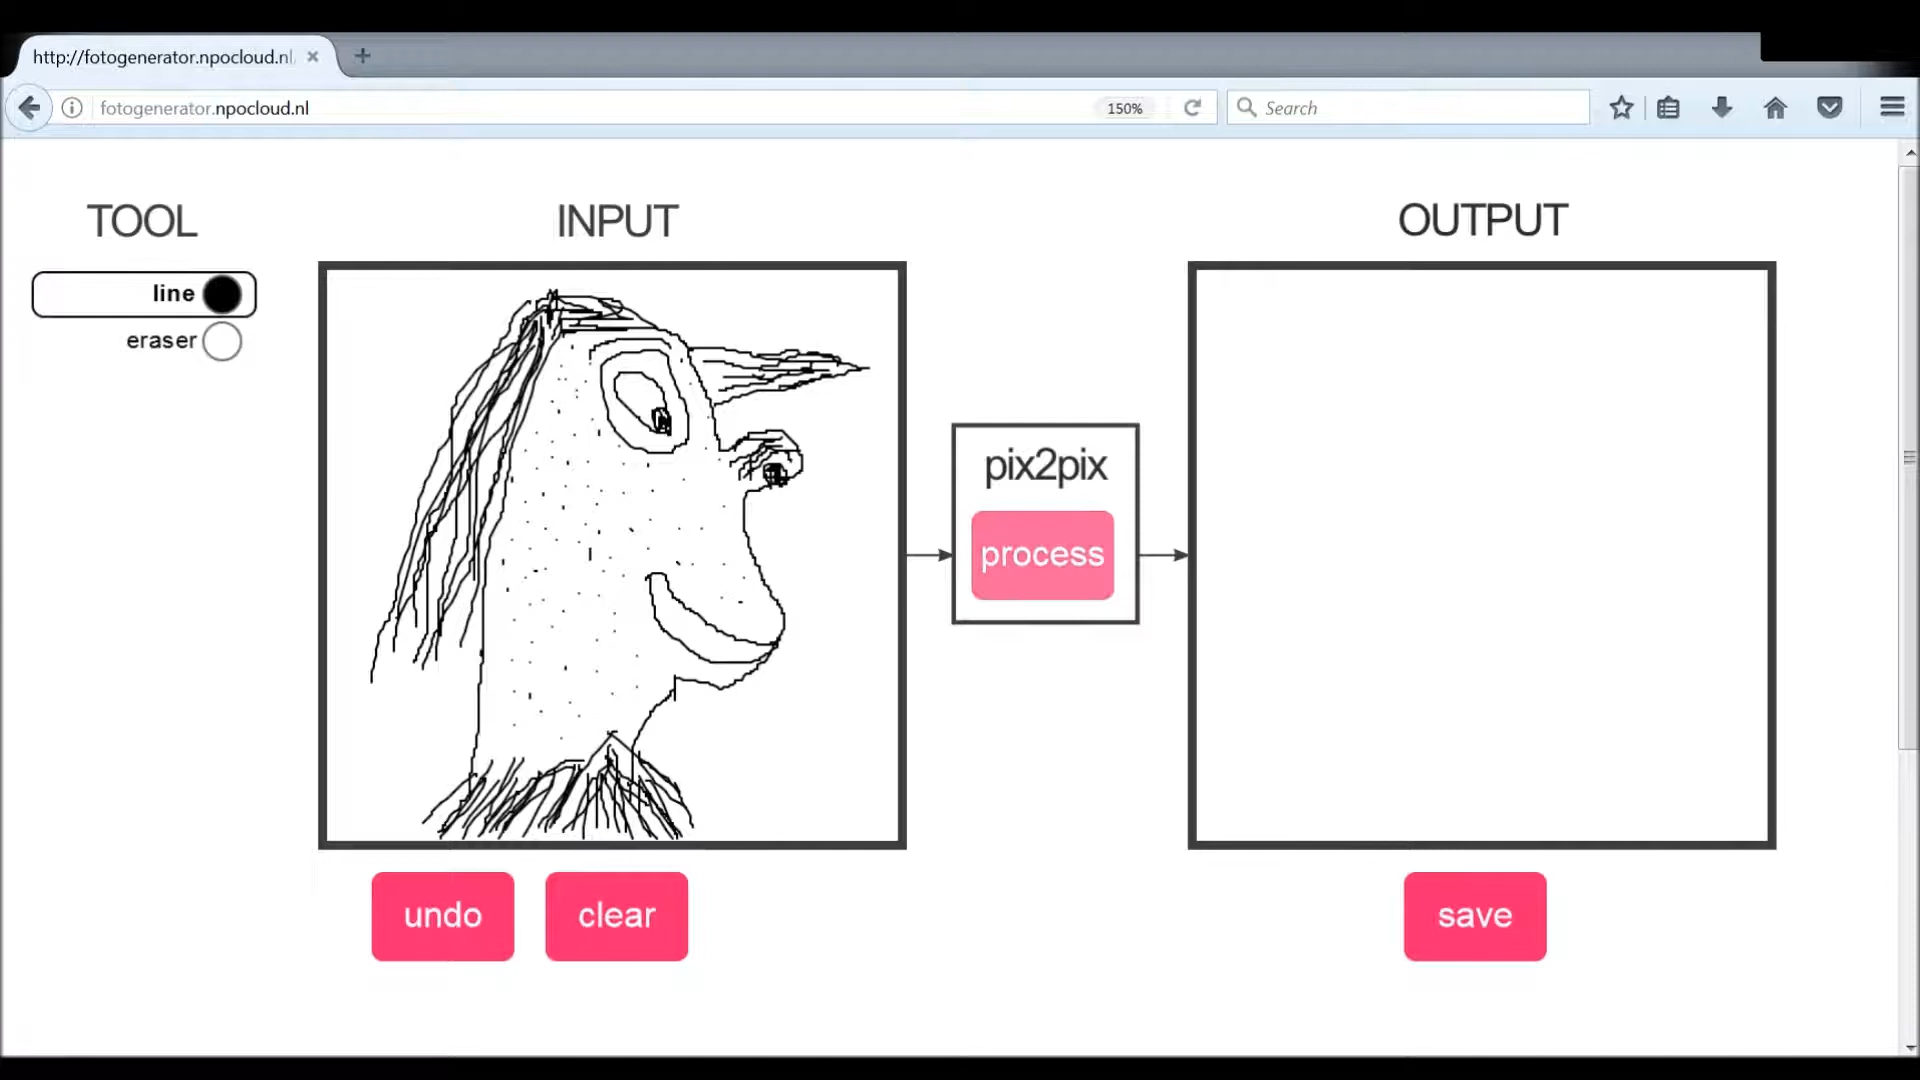 http://fotogenerator.npocloud.nl/
fotogenerator.npocloud.nl
150%
Search
TOOL
INPUT
OUTPUT
line
eraser
pix2pix
process
undo
clear
save